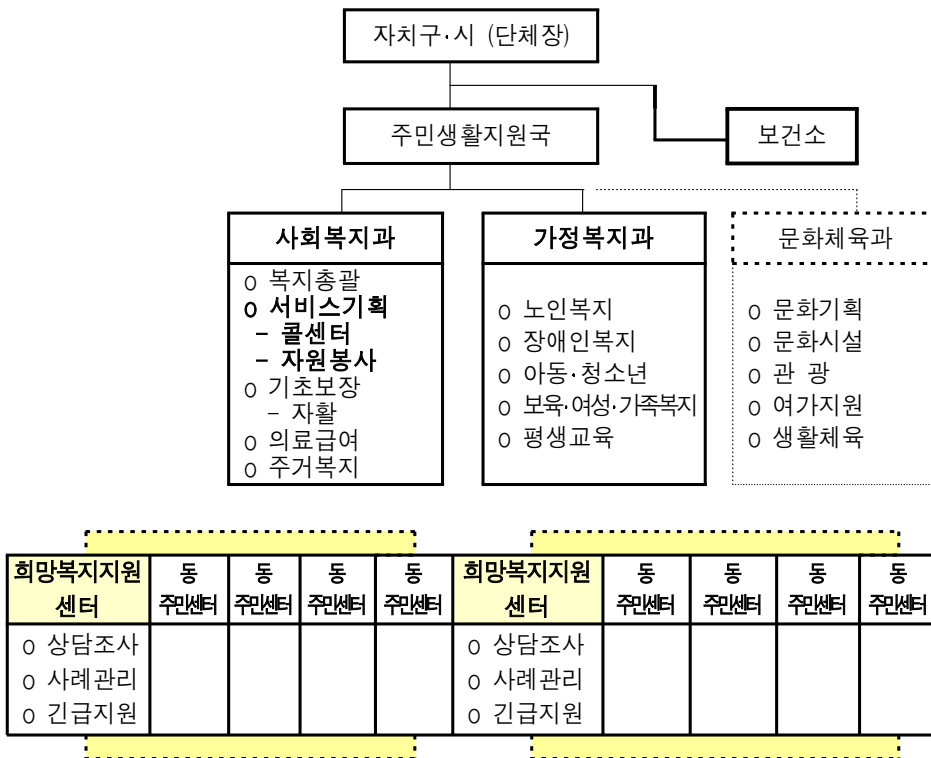 자치구·시 (단체장)
주민생활지원국
보건소
사회복지과
o 복지총괄
o 서비스기획
- 콜센터
- 자원봉사
o 기초보장
- 자활
o 의료급여
o 주거복지
가정복지과
o 노인복지
o 장애인복지
o 아동·청소년
o 보육·여성·가족복지
o 평생교육
문화체육과
o 문화기획
o 문화시설
o 관 광
o 여가지원
o 생활체육
희망복지지원
센터
동
주민센터
동
주민센터
동
주민센터
동
주민센터
희망복지지원
센터
동
주민센터
동
주민센터
동
주민센터
동
주민센터
o 상담조사
o 사례관리
o 긴급지원
o 상담조사
o 사례관리
o 긴급지원